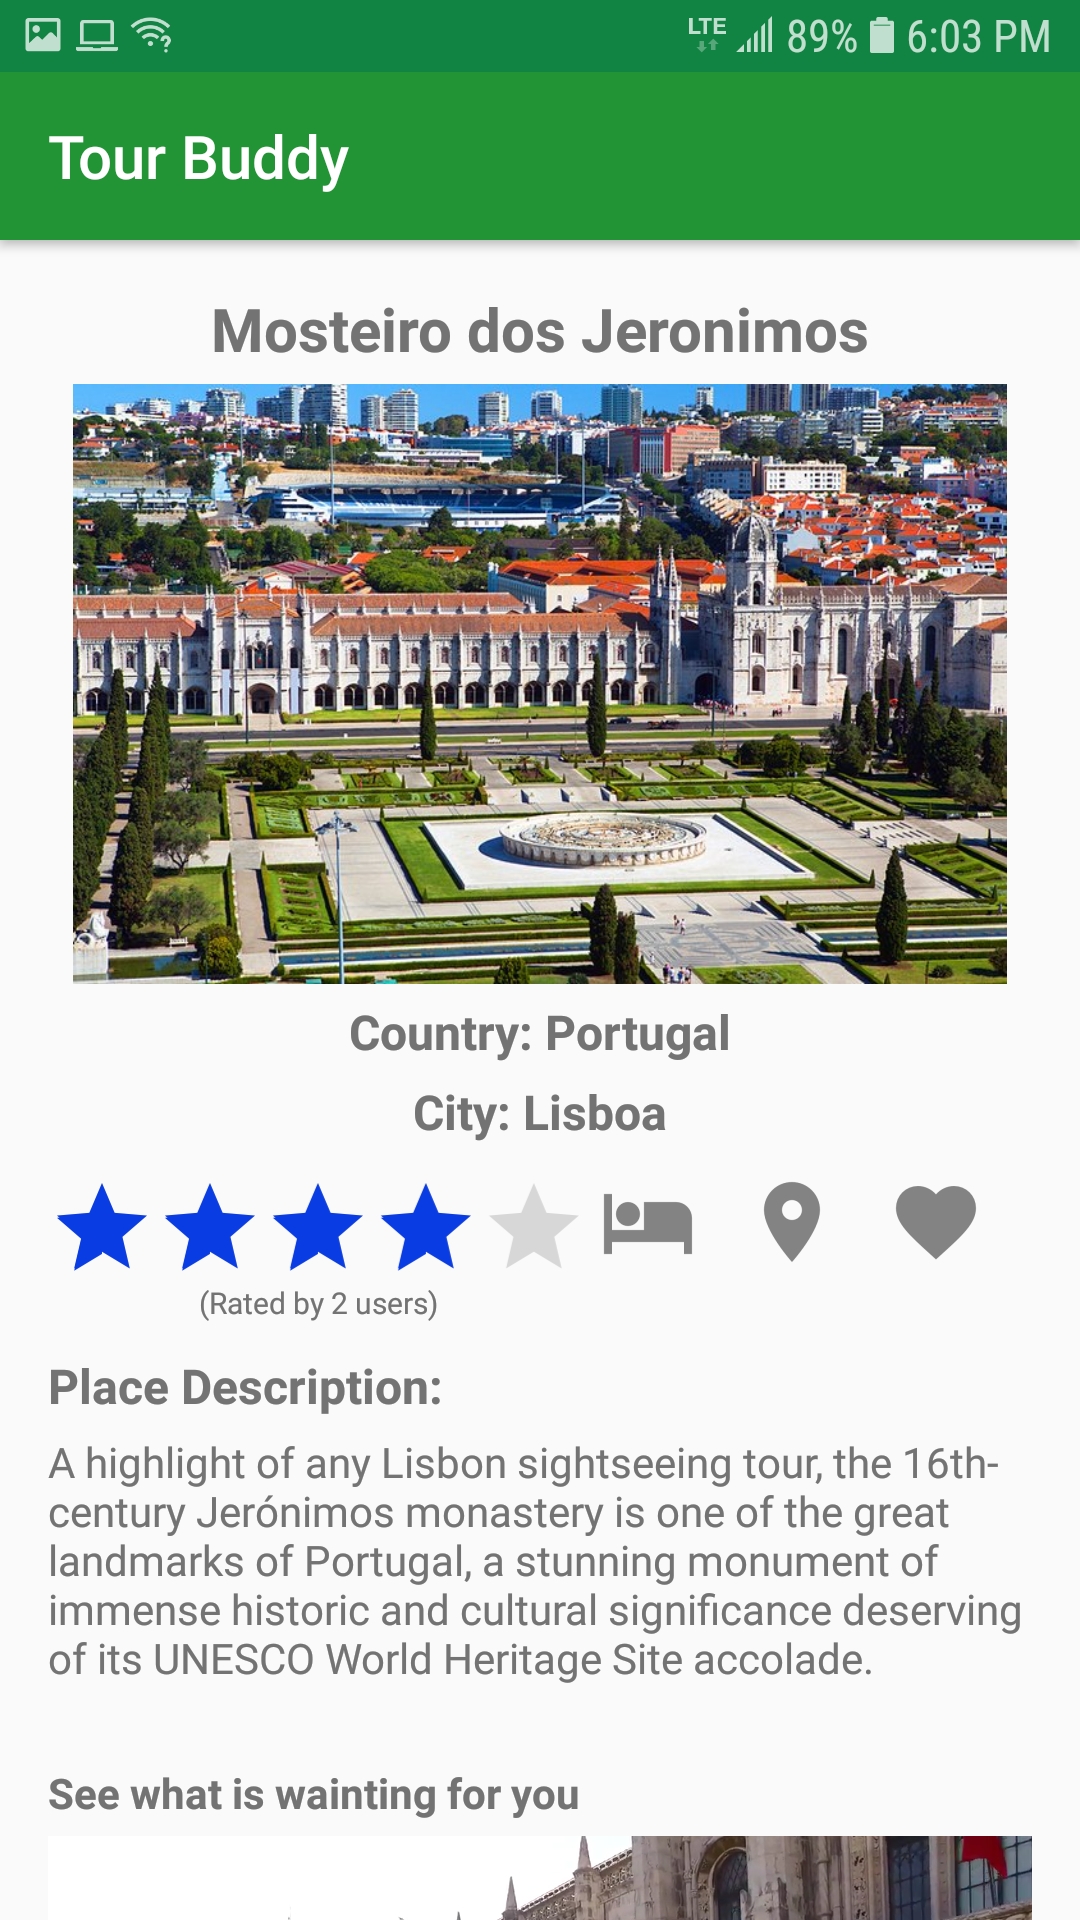 LTE 89% 6:03 PM
Tour Buddy
Mosteiro dos Jeronimos
Country: Portugal
City: Lisboa
(Rated by 2 users)
Place Description:
A highlight of any Lisbon sightseeing tour, the 16th-
century Jerónimos monastery is one of the great
landmarks of Portugal, a stunning monument of
immense historic and cultural significance deserving
of its UNESCO World Heritage Site accolade.
See what is wainting for you